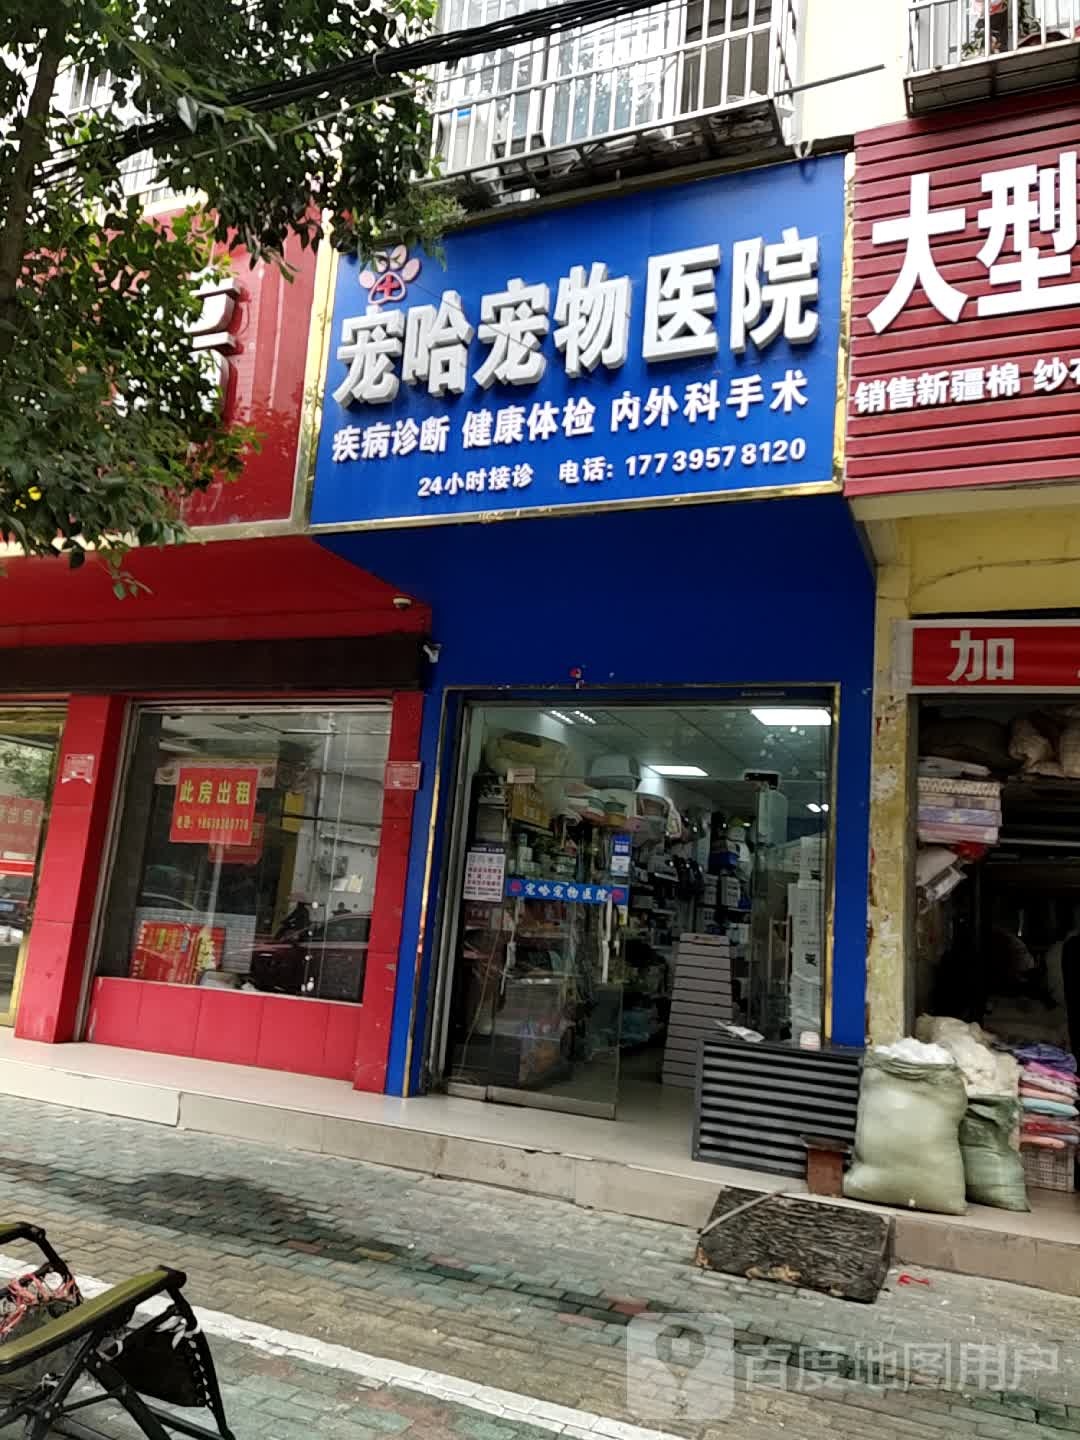 宠哈宠物医院
疾病诊断 健康体检 内外科手术
24小时接诊 电话: 17739578120
大型
销售新疆棉 纱布
加
此房出租
宠哈宠物医院
百度地图用户